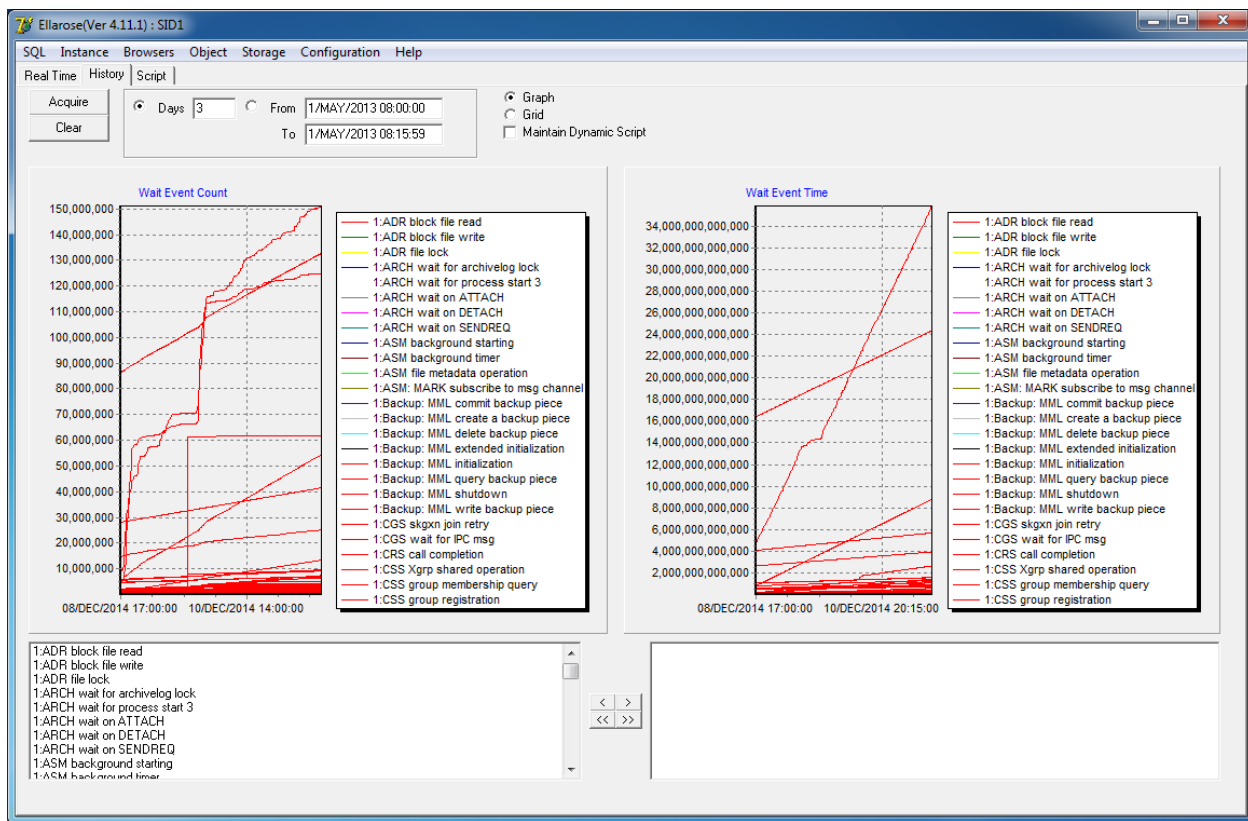 Ellarose(Ver 4.11.1) : SID1
SQL Instance Browsers Object Storage Configuration Help
Real Time History Script
Acquire
Clear
Days 3 From 1/MAY/2013 08:00:00
To 1/MAY/2013 08:15:59
Graph
Grid
Maintain Dynamic Script
Wait Event Count
150,000,000
140,000,000
130,000,000
120,000,000
110,000,000
100,000,000
90,000,000
80,000,000
70,000,000
60,000,000
50,000,000
40,000,000
30,000,000
20,000,000
10,000,000
08/DEC/2014 17:00:00 10/DEC/2014 14:00:00
1:ADR block file read
1:ADR block file write
1:ADR file lock
1:ARCH wait for archivelog lock
1:ARCH wait for process start 3
1:ARCH wait on ATTACH
1:ARCH wait on DETACH
1:ARCH wait on SENDREQ
1:ASM background starting
1:ASM background timer
1:ASM file metadata operation
1:ASM: MARK subscribe to msg channel
1:Backup: MML commit backup piece
1:Backup: MML create a backup piece
1:Backup: MML delete backup piece
1:Backup: MML extended initialization
1:Backup: MML initialization
1:Backup: MML query backup piece
1:Backup: MML shutdown
1:Backup: MML write backup piece
1:CGS skgxn join retry
1:CGS wait for IPC msg
1:CRS call completion
1:CSS Xgrp shared operation
1:CSS group membership query
1:CSS group registration
Wait Event Time
34,000,000,000,000
32,000,000,000,000
30,000,000,000,000
28,000,000,000,000
26,000,000,000,000
24,000,000,000,000
22,000,000,000,000
20,000,000,000,000
18,000,000,000,000
16,000,000,000,000
14,000,000,000,000
12,000,000,000,000
10,000,000,000,000
8,000,000,000,000
6,000,000,000,000
4,000,000,000,000
2,000,000,000,000
08/DEC/2014 17:00:00 10/DEC/2014 20:15:00
1:ADR block file read
1:ADR block file write
1:ADR file lock
1:ARCH wait for archivelog lock
1:ARCH wait for process start 3
1:ARCH wait on ATTACH
1:ARCH wait on DETACH
1:ARCH wait on SENDREQ
1:ASM background starting
1:ASM background timer
1:ASM file metadata operation
1:ASM: MARK subscribe to msg channel
1:Backup: MML commit backup piece
1:Backup: MML create a backup piece
1:Backup: MML delete backup piece
1:Backup: MML extended initialization
1:Backup: MML initialization
1:Backup: MML query backup piece
1:Backup: MML shutdown
1:Backup: MML write backup piece
1:CGS skgxn join retry
1:CGS wait for IPC msg
1:CRS call completion
1:CSS Xgrp shared operation
1:CSS group membership query
1:CSS group registration
1:ADR block file read
1:ADR block file write
1:ADR file lock
1:ARCH wait for archivelog lock
1:ARCH wait for process start 3
1:ARCH wait on ATTACH
1:ARCH wait on DETACH
1:ARCH wait on SENDREQ
1:ASM background starting
1:ASM background timer
< >
<< >>